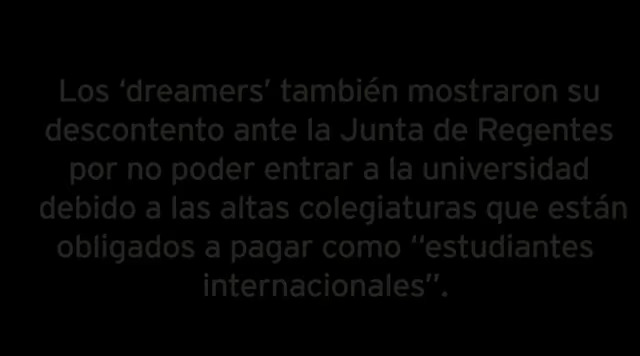 Los ‘dreamers’ también mostraron su
descontento ante la Junta de Regentes
por no poder entrar a la universidad
debido a las altas colegiaturas que están
obligados a pagar como “estudiantes
internacionales”.